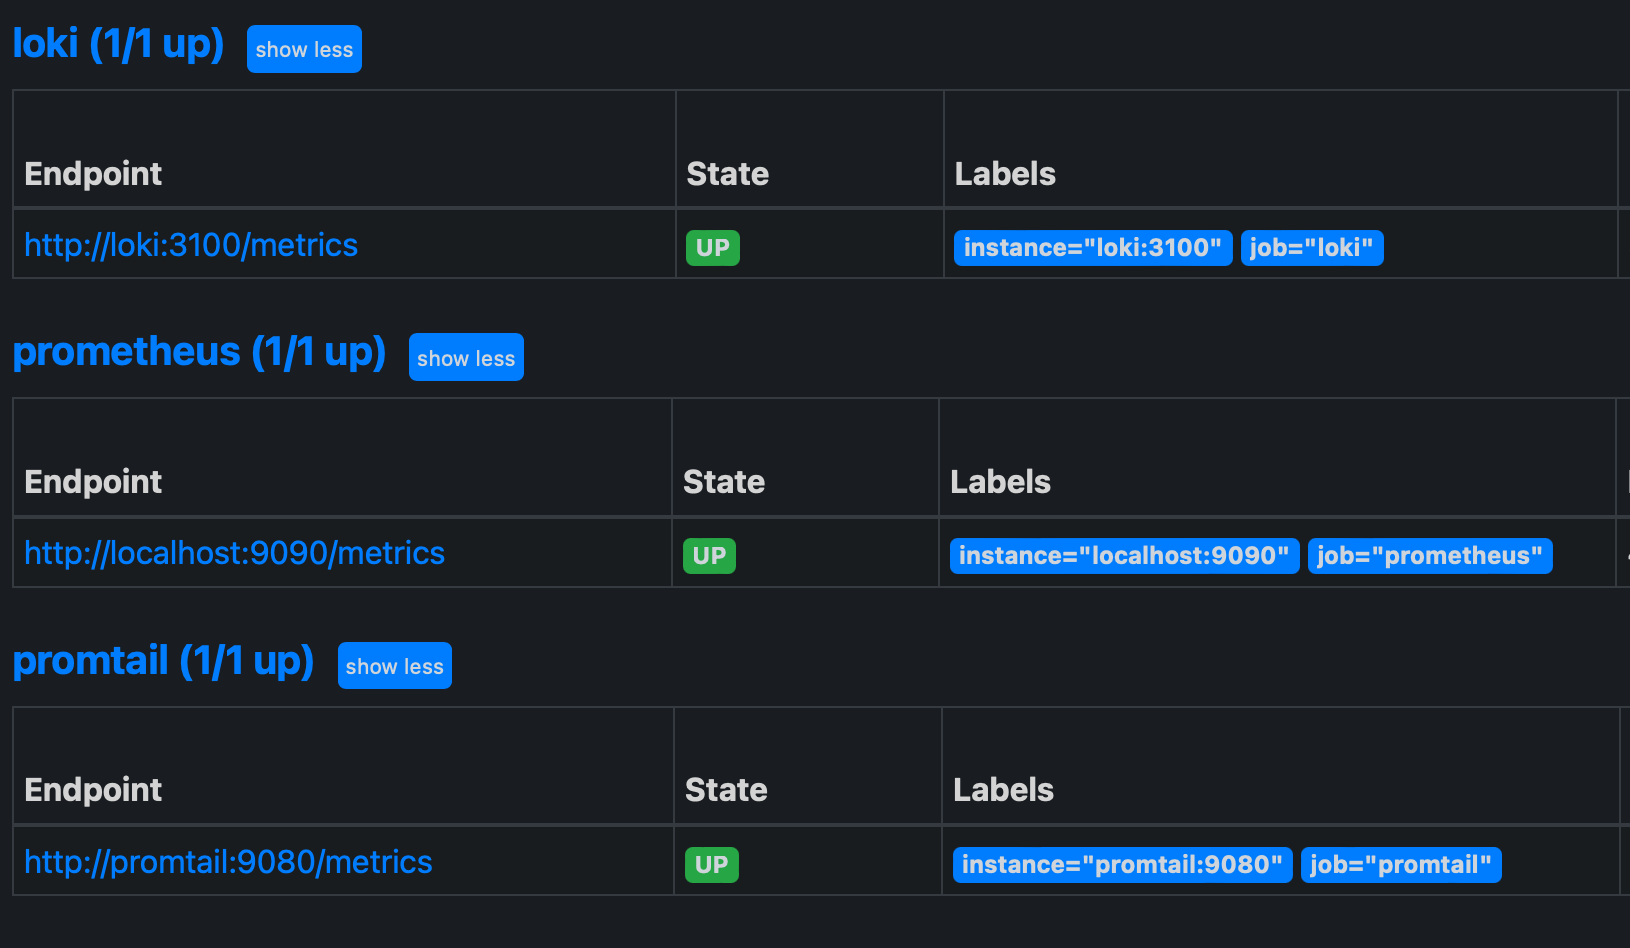 loki (1/1 up) show less
Endpoint State Labels
http://loki:3100/metrics UP instance="loki:3100" job="loki"
prometheus (1/1 up) show less
Endpoint State Labels
http://localhost:9090/metrics UP instance="localhost:9090" job="prometheus"
promtail (1/1 up) show less
Endpoint State Labels
http://promtail:9080/metrics UP instance="promtail:9080" job="promtail"